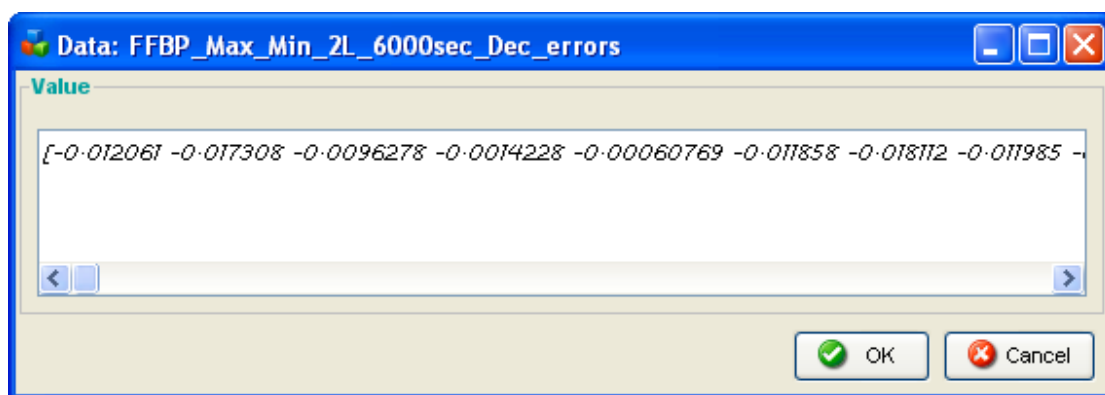 Data: FFBP_Max_Min_2L_6000sec_Dec_errors
Value
[-0·012061 -0·017308 -0·0096278 -0·0014228 -0·00060769 -0·011858 -0·018112 -0·011985 -
OK
Cancel